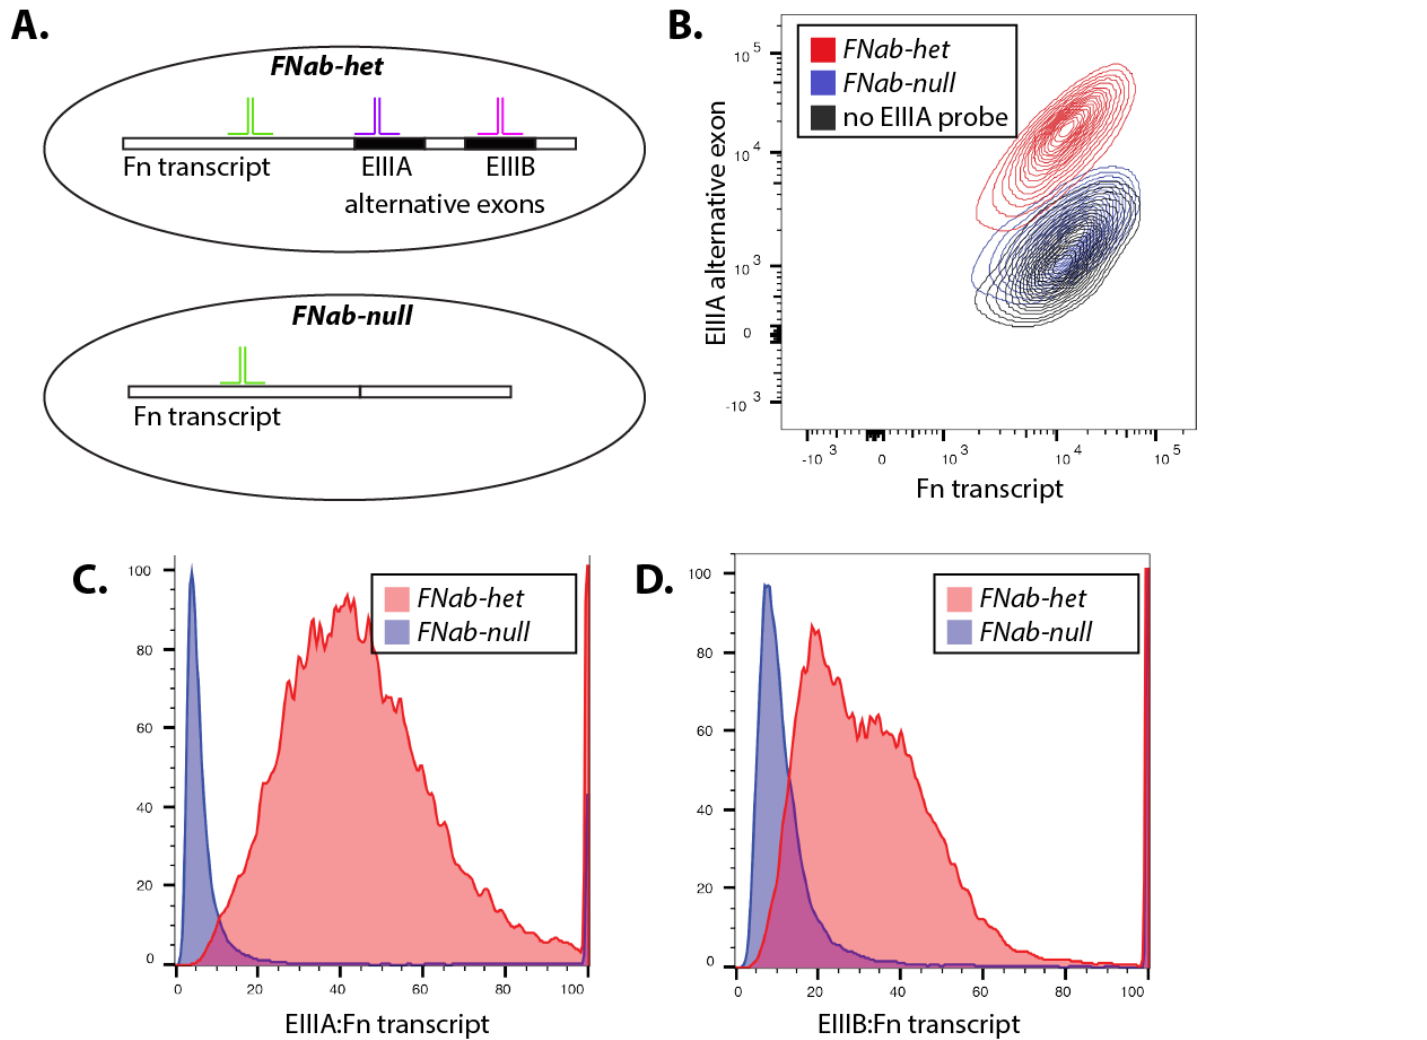 A.
FNab-het
Fn transcript
EIIIA
EIIIB
alternative exons
FNab-null
Fn transcript
B.
FNab-het
FNab-null
no EIIIA probe
EIIIA alternative exon
10 5
10 4
10 3
0
-10 3
-10 3
0
10 3
10 4
10 5
Fn transcript
C.
FNab-het
FNab-null
100
80
60
40
20
0
0 20 40 60 80 100
EIIIA:Fn transcript
D.
FNab-het
FNab-null
100
80
60
40
20
0
0 20 40 60 80 100
EIIIB:Fn transcript